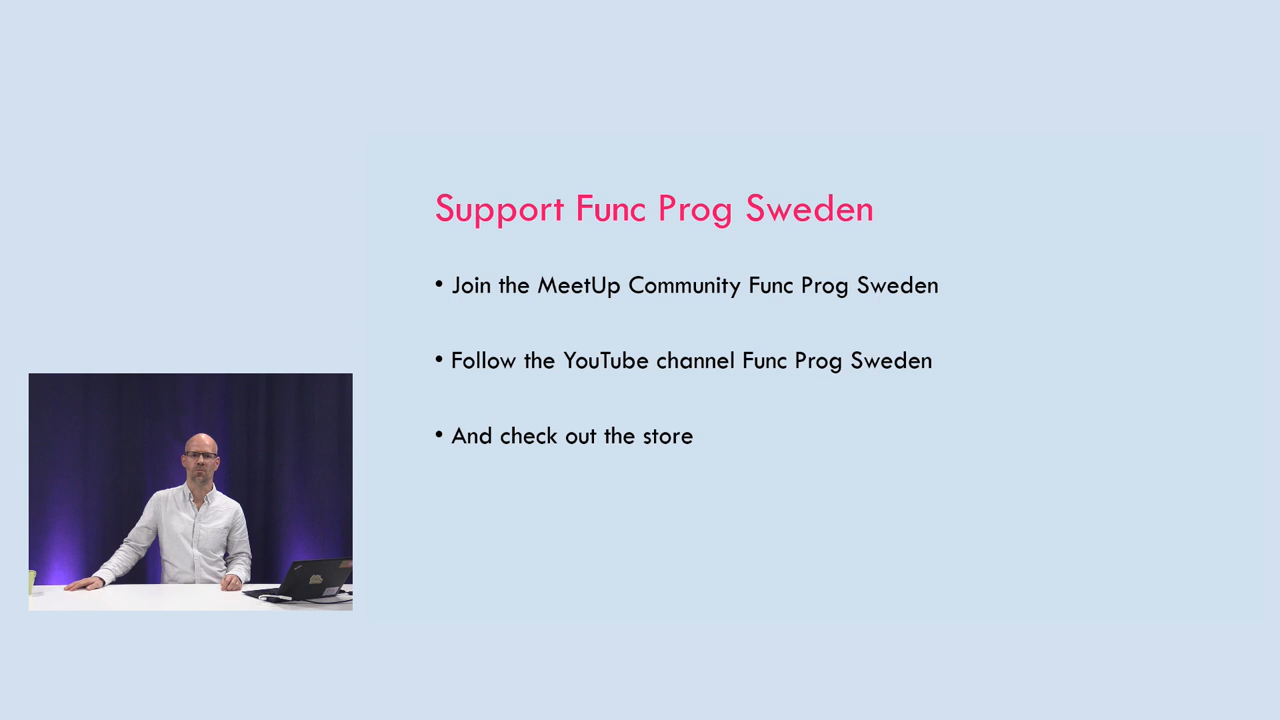 Support Func Prog Sweden
• Join the MeetUp Community Func Prog Sweden
• Follow the YouTube channel Func Prog Sweden
• And check out the store